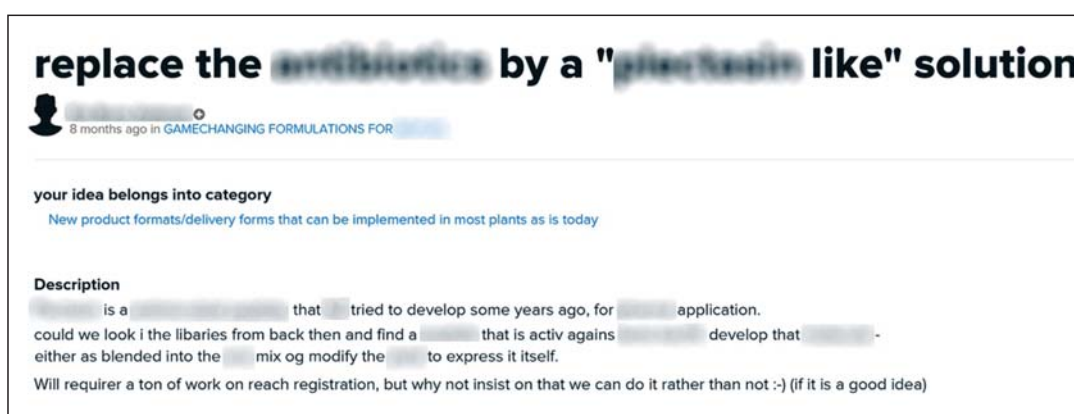 replace the by a " like" solution
8 months ago in GAMECHANGING FORMULATIONS FOR
your idea belongs into category
New product formats/delivery forms that can be implemented in most plants as is today
Description
is a that tried to develop some years ago, for application.
could we look i the libaries from back then and find a that is activ agains develop that -
either as blended into the mix og modify the to express it itself.
Will requirer a ton of work on reach registration, but why not insist on that we can do it rather than not :-) (if it is a good idea)